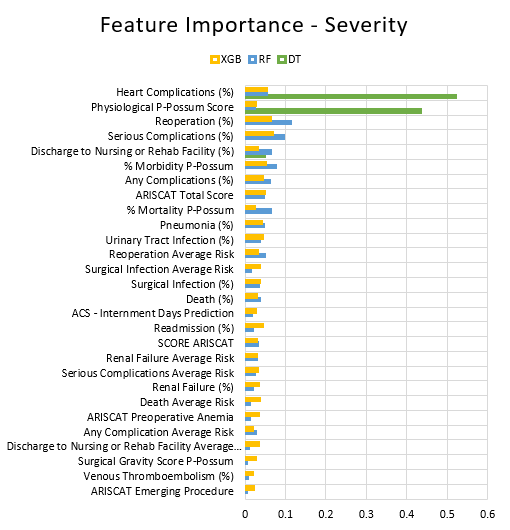 Feature Importance - Severity
XGB RF DT
Heart Complications (%)
Physiological P-Possum Score
Reoperation (%)
Serious Complications (%)
Discharge to Nursing or Rehab Facility (%)
% Morbidity P-Possum
Any Complications (%)
ARISCAT Total Score
% Mortality P-Possum
Pneumonia (%)
Urinary Tract Infection (%)
Reoperation Average Risk
Surgical Infection Average Risk
Surgical Infection (%)
Death (%)
ACS - Internment Days Prediction
Readmission (%)
SCORE ARISCAT
Renal Failure Average Risk
Serious Complications Average Risk
Renal Failure (%)
Death Average Risk
ARISCAT Preoperative Anemia
Any Complication Average Risk
Discharge to Nursing or Rehab Facility Average...
Surgical Gravity Score P-Possum
Venous Thromboembolism (%)
ARISCAT Emerging Procedure
0 0.1 0.2 0.3 0.4 0.5 0.6